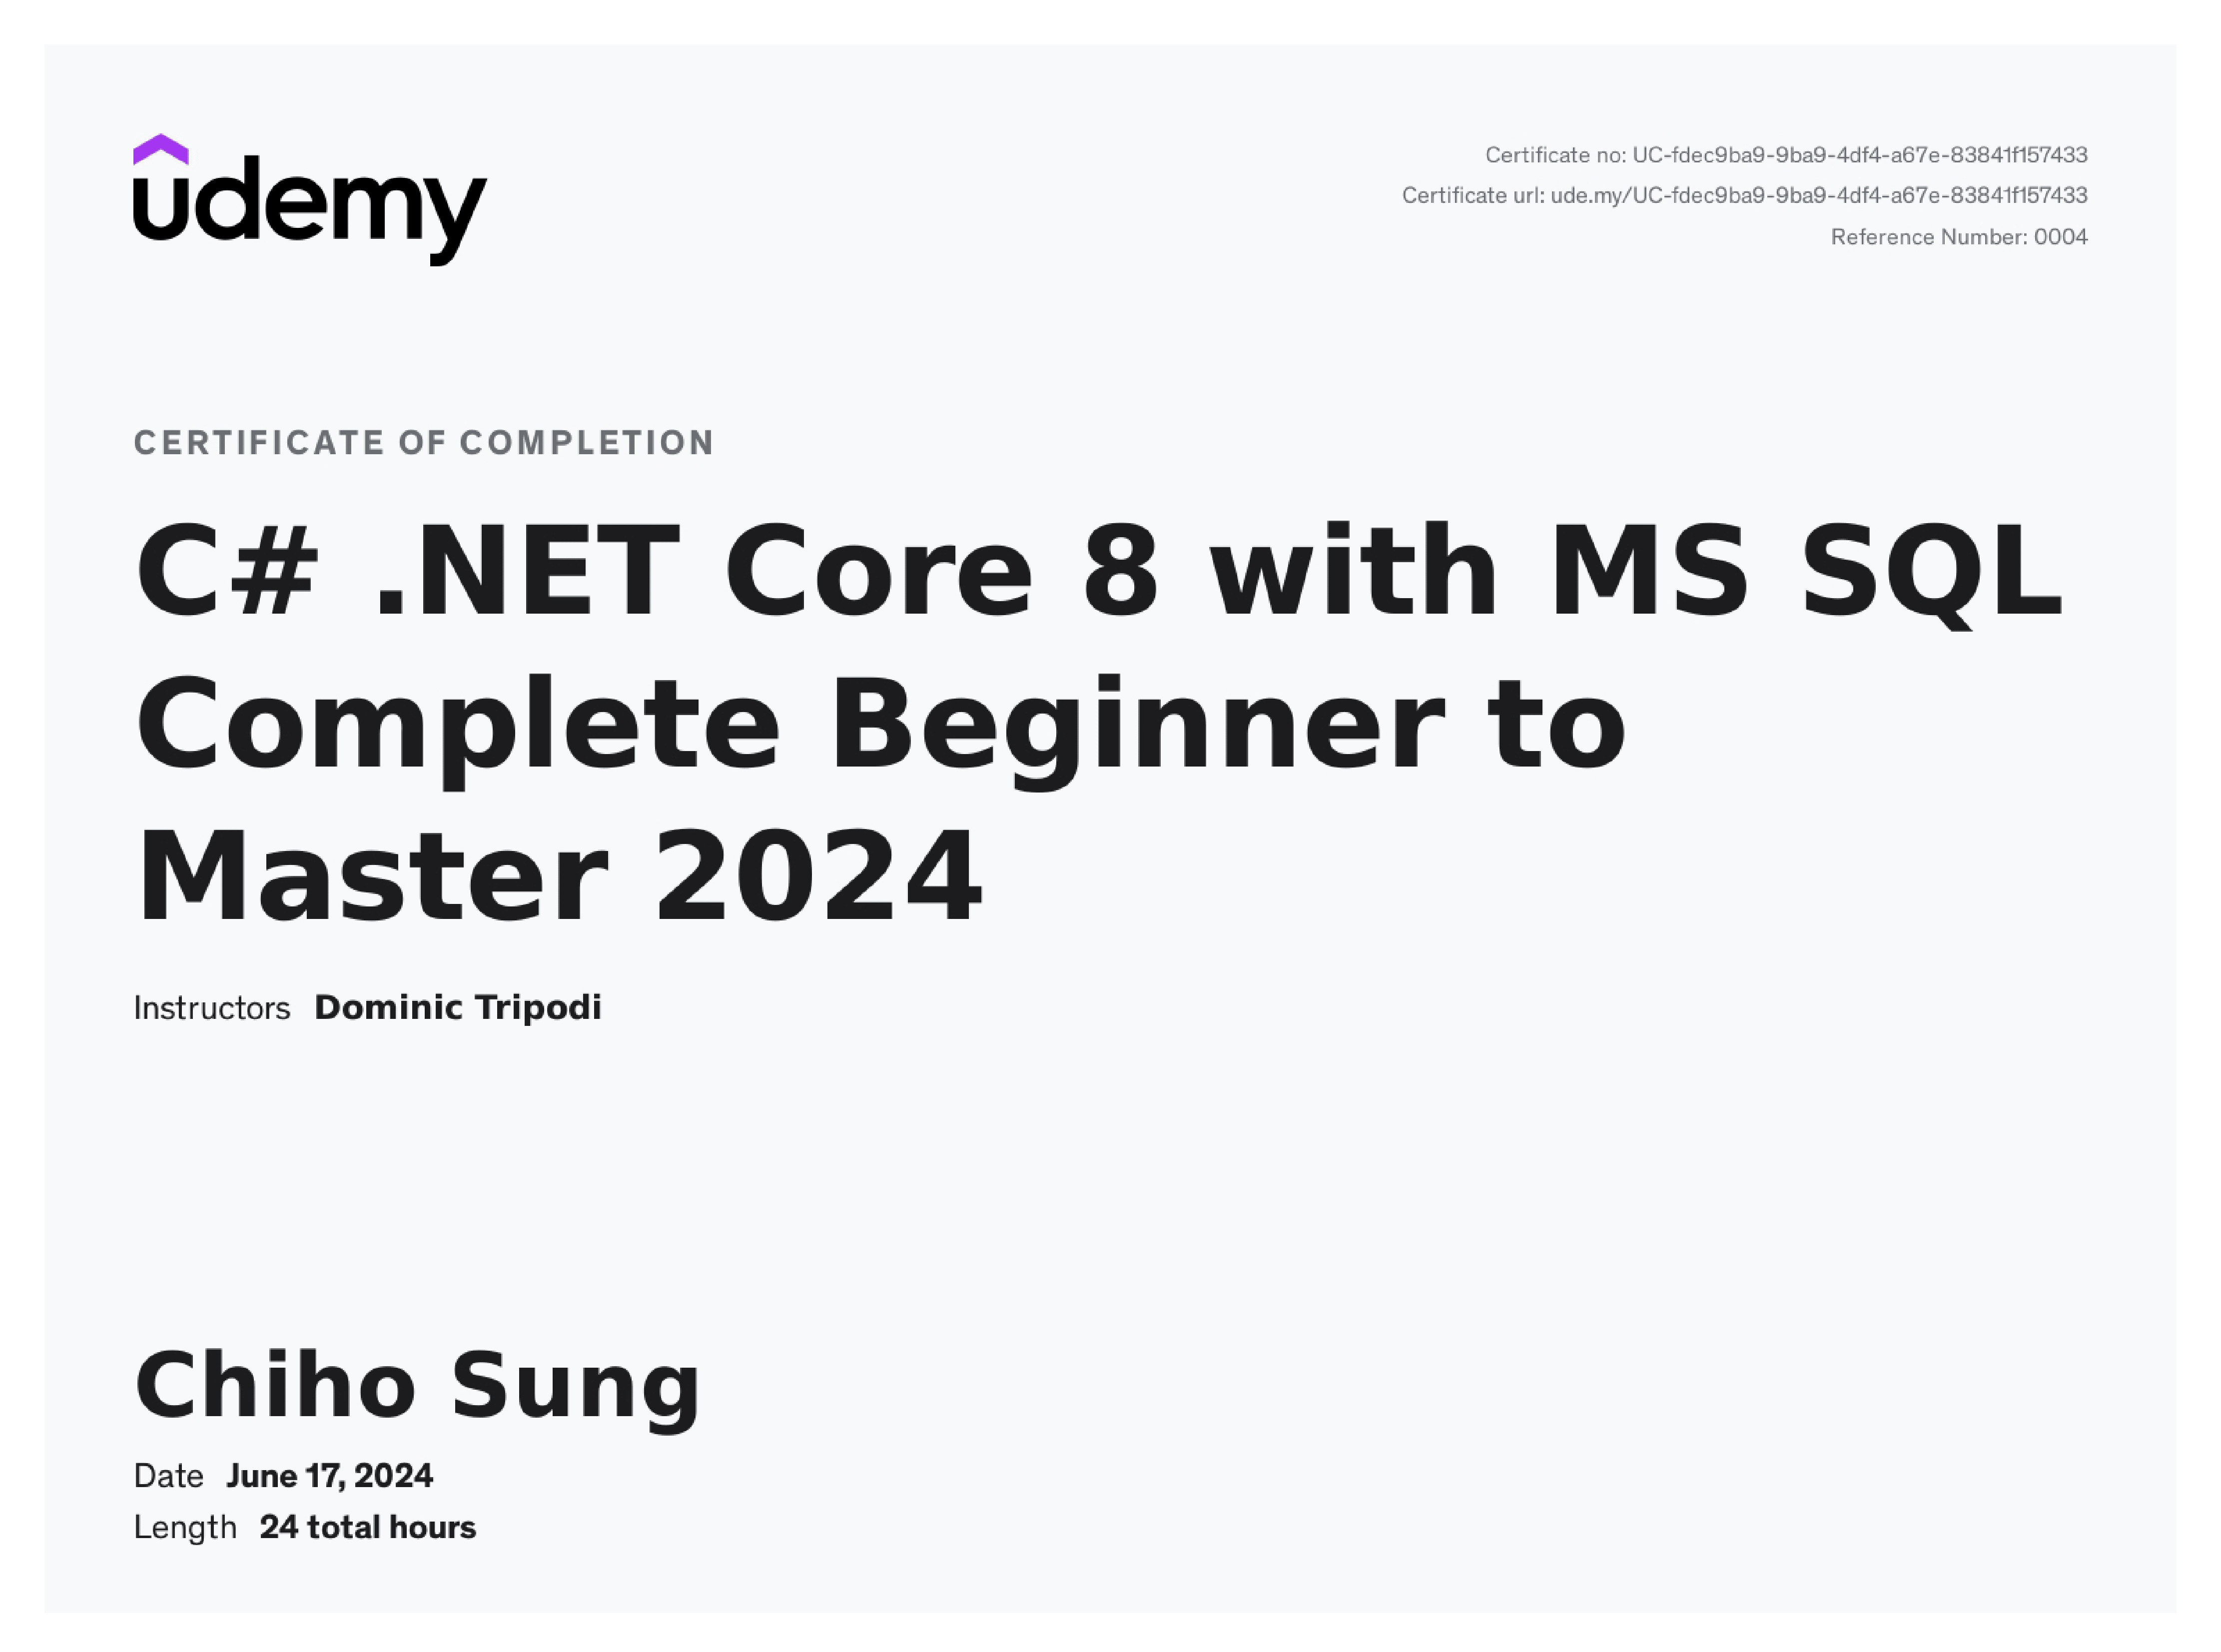 udemy
Certificate no: UC-fdec9ba9-9ba9-4df4-a67e-83841f157433
Certificate url: ude.my/UC-fdec9ba9-9ba9-4df4-a67e-83841f157433
Reference Number: 0004
CERTIFICATE OF COMPLETION
C# .NET Core 8 with MS SQL
Complete Beginner to
Master 2024
Instructors Dominic Tripodi
Chiho Sung
Date June 17, 2024
Length 24 total hours